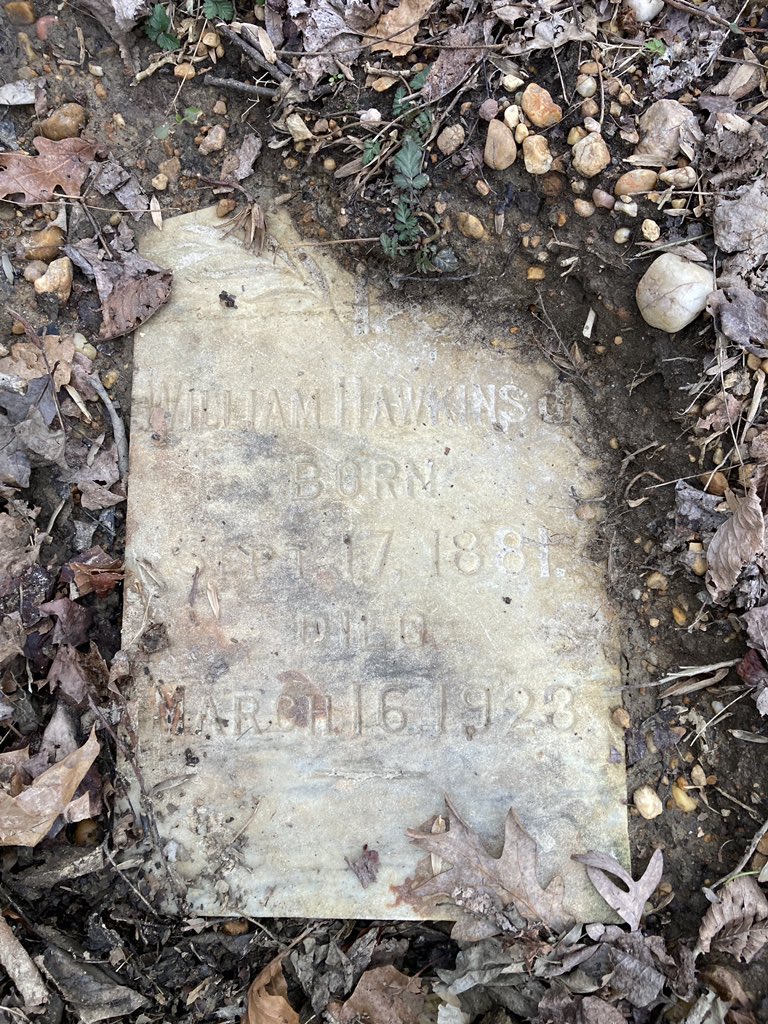 WILLIAM HAWKINS
BORN
SEPT. 17, 1881.
DIED
MARCH 16, 1923